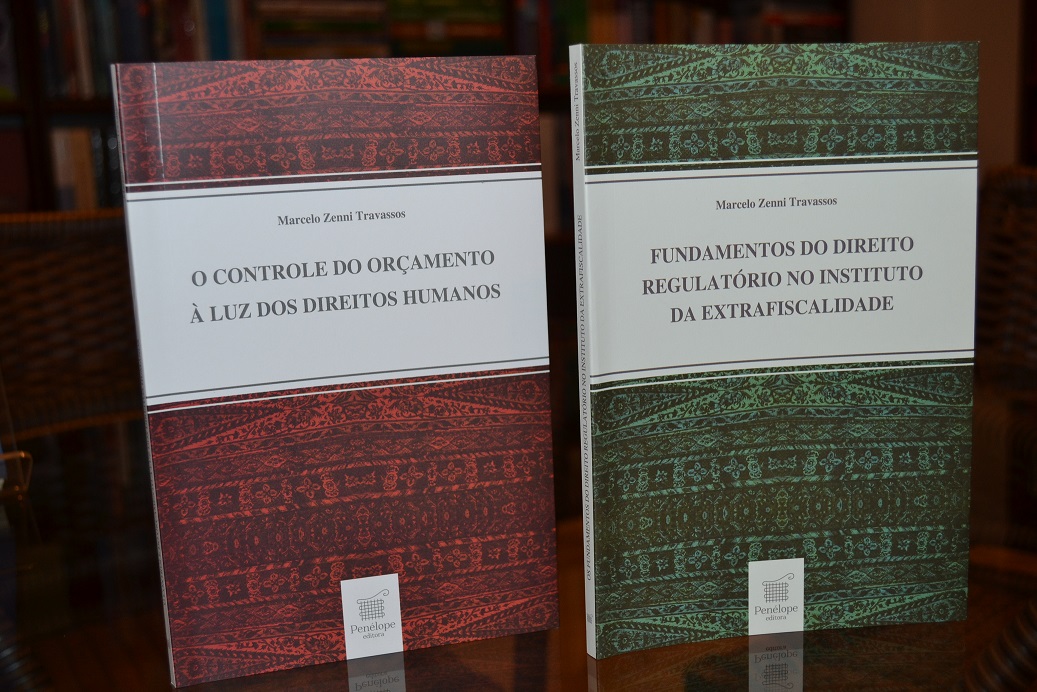 Marcelo Zenni Travassos
O CONTROLE DO ORÇAMENTO
À LUZ DOS DIREITOS HUMANOS
Penélope
editora
Marcelo Zenni Travassos
OS FUNDAMENTOS DO DIREITO REGULATÓRIO NO INSTITUTO DA EXTRAFISCALIDADE
Marcelo Zenni Travassos
FUNDAMENTOS DO DIREITO
REGULATÓRIO NO INSTITUTO
DA EXTRAFISCALIDADE
Penélope
editora